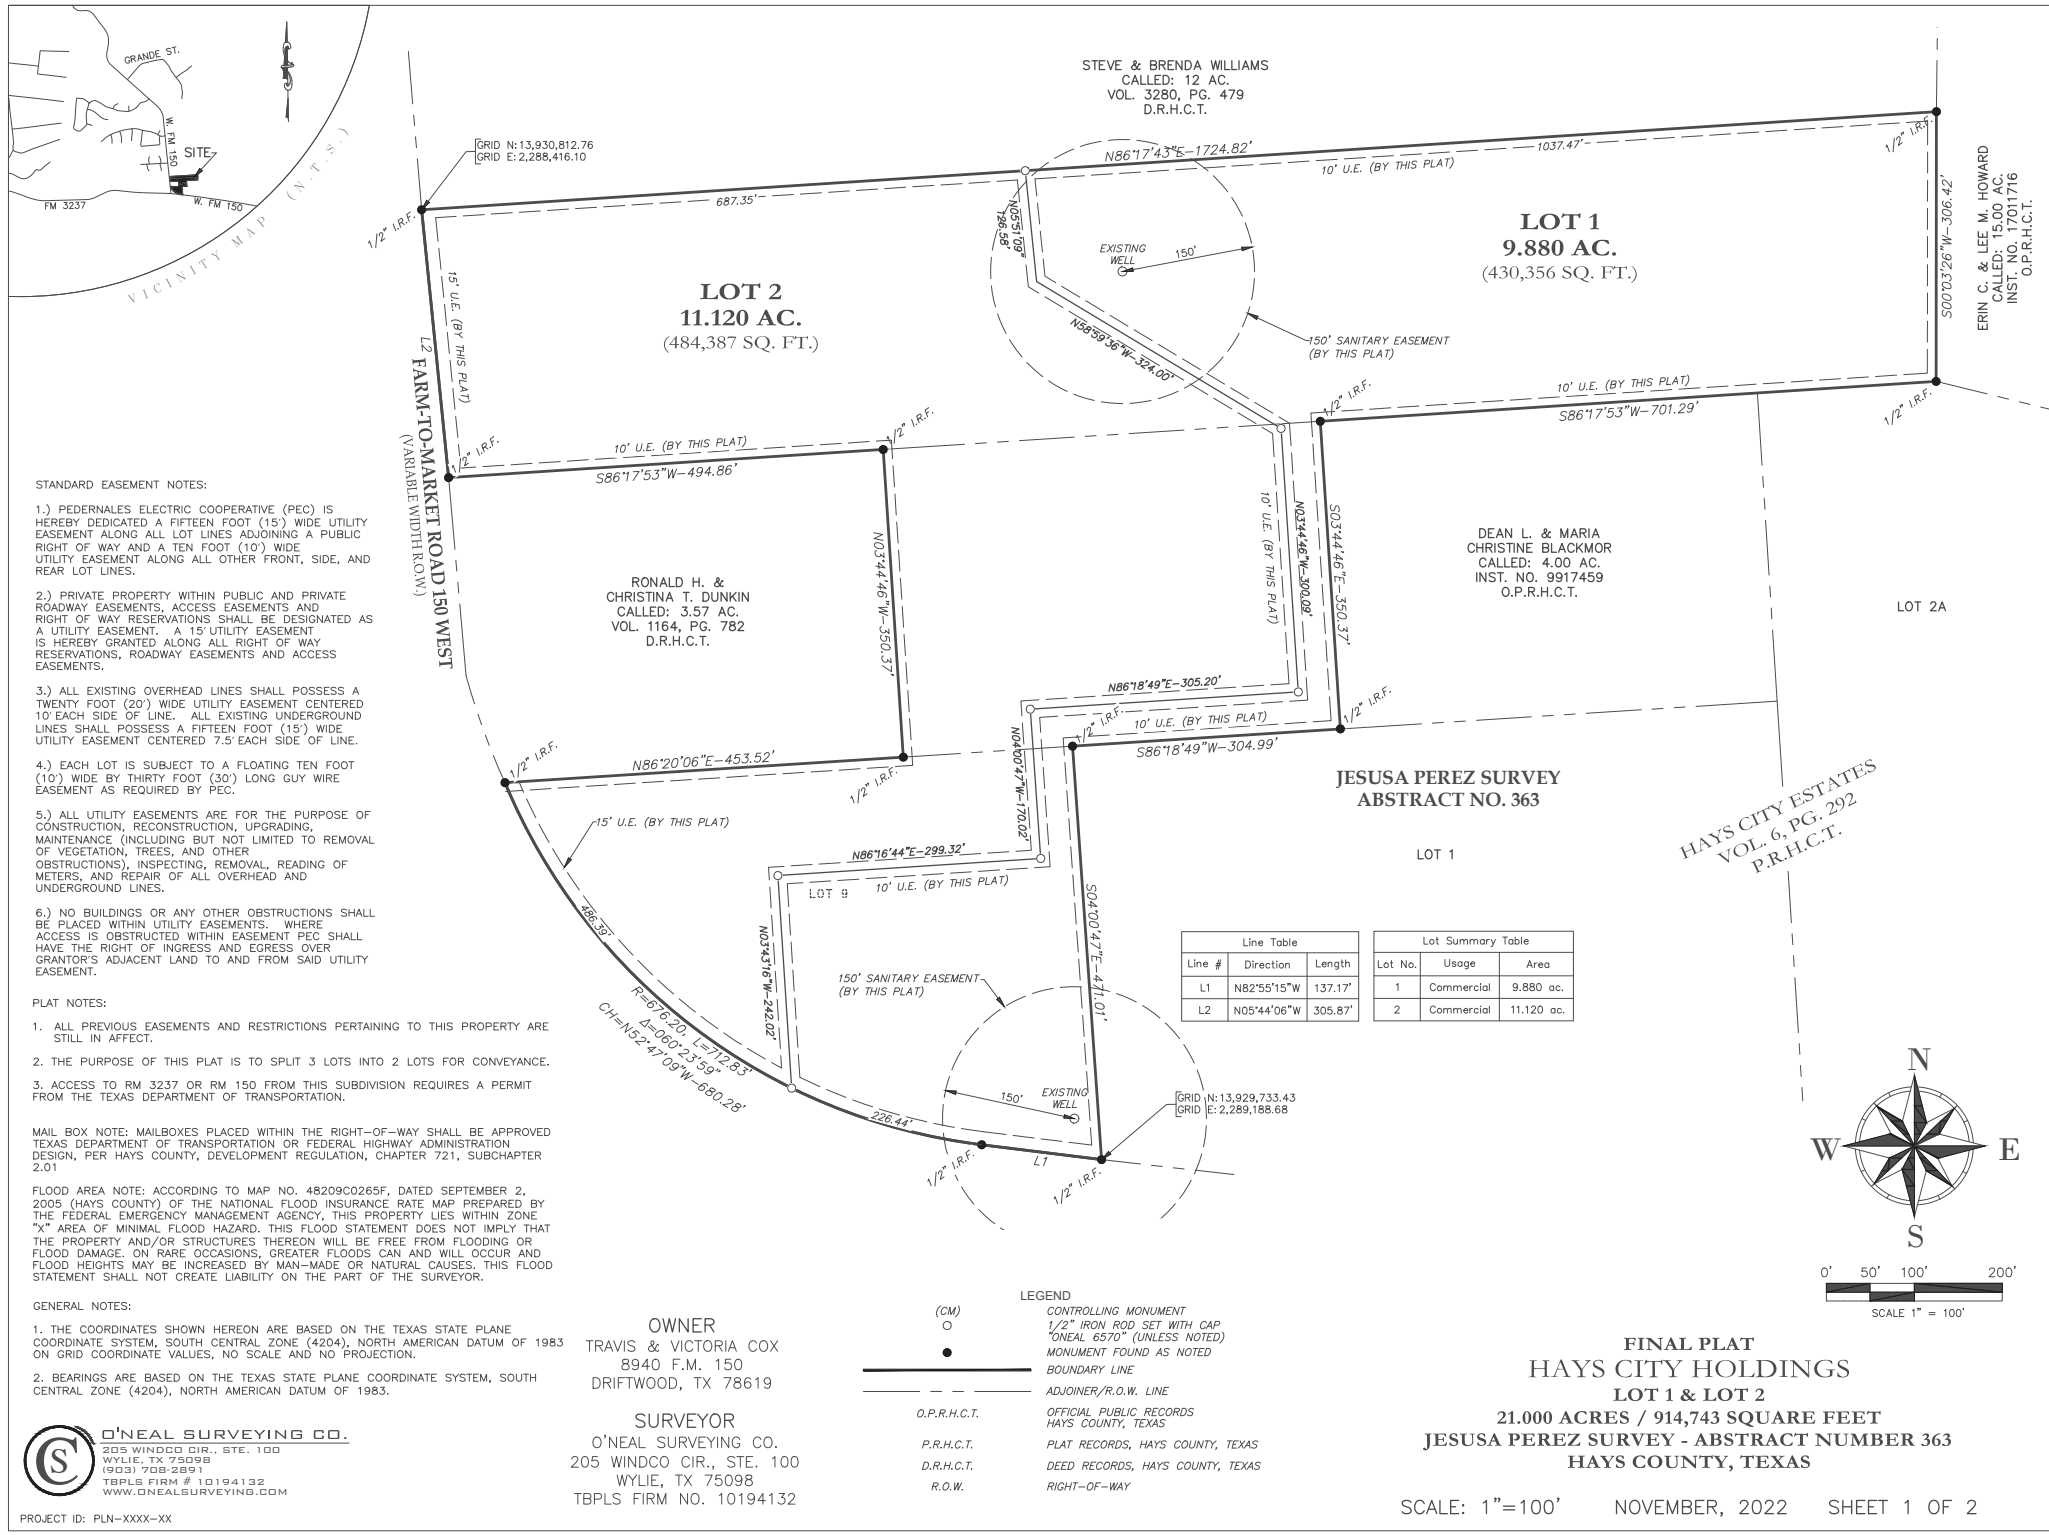 GRANDE ST.
W. FM 150
SITE
FM 3237
W. FM 150
VICINITY MAP (N.T.S.)
STEVE & BRENDA WILLIAMS
CALLED: 12 AC.
VOL. 3280, PG. 479
D.R.H.C.T.
GRID N:13,930,812.76
GRID E:2,288,416.10
1/2" I.R.F.
N86°17'43"E-1724.82'
687.35'
1037.47'
10' U.E. (BY THIS PLAT)
1/2" I.R.F.
N05°51'09"
126.58'
EXISTING
WELL
150'
LOT 1
9.880 AC.
(430,356 SQ. FT.)
S00°03'26"W-306.42'
ERIN C. & LEE M. HOWARD
CALLED: 15.00 AC.
INST. NO. 17011716
O.P.R.H.C.T.
LOT 2
11.120 AC.
(484,387 SQ. FT.)
15' U.E. (BY THIS PLAT)
L2
FARM-TO-MARKET ROAD 150 WEST
(VARIABLE WIDTH R.O.W.)
N58°59'36"W-324.00'
150' SANITARY EASEMENT
(BY THIS PLAT)
1/2" I.R.F.
10' U.E. (BY THIS PLAT)
S86°17'53"W-701.29'
1/2" I.R.F.
1/2" I.R.F.
10' U.E. (BY THIS PLAT)
S86°17'53"W-494.86'
1/2" I.R.F.
N03°44'46"W-350.37'
10' U.E. (BY THIS PLAT)
N03°44'46"W-300.09'
S03°44'46"E-350.37'
RONALD H. &
CHRISTINA T. DUNKIN
CALLED: 3.57 AC.
VOL. 1164, PG. 782
D.R.H.C.T.
DEAN L. & MARIA
CHRISTINE BLACKMOR
CALLED: 4.00 AC.
INST. NO. 9917459
O.P.R.H.C.T.
LOT 2A
N86°18'49"E-305.20'
1/2" I.R.F.
10' U.E. (BY THIS PLAT)
S86°18'49"W-304.99'
1/2" I.R.F.
N04°00'47"W-170.02'
1/2" I.R.F.
N86°20'06"E-453.52'
1/2" I.R.F.
15' U.E. (BY THIS PLAT)
JESUSA PEREZ SURVEY
ABSTRACT NO. 363
LOT 1
HAYS CITY ESTATES
VOL. 6, PG. 292
P.R.H.C.T.
N86°16'44"E-299.32'
LOT 9
10' U.E. (BY THIS PLAT)
486.39'
N03°43'16"W-242.02'
S04°00'47"E-471.01'
150' SANITARY EASEMENT
(BY THIS PLAT)
R=676.20, L=712.83'
Δ=060°23'59"
CH=N52°47'09"W-680.28'
226.44'
150'
EXISTING
WELL
L1
1/2" I.R.F.
1/2" I.R.F.
GRID N:13,929,733.43
GRID E:2,289,188.68
Line Table
Line # Direction Length
L1 N82°55'15"W 137.17'
L2 N05°44'06"W 305.87'
Lot Summary Table
Lot No. Usage Area
1 Commercial 9.880 ac.
2 Commercial 11.120 ac.
STANDARD EASEMENT NOTES:
1.) PEDERNALES ELECTRIC COOPERATIVE (PEC) IS
HEREBY DEDICATED A FIFTEEN FOOT (15') WIDE UTILITY
EASEMENT ALONG ALL LOT LINES ADJOINING A PUBLIC
RIGHT OF WAY AND A TEN FOOT (10') WIDE
UTILITY EASEMENT ALONG ALL OTHER FRONT, SIDE, AND
REAR LOT LINES.
2.) PRIVATE PROPERTY WITHIN PUBLIC AND PRIVATE
ROADWAY EASEMENTS, ACCESS EASEMENTS AND
RIGHT OF WAY RESERVATIONS SHALL BE DESIGNATED AS
A UTILITY EASEMENT. A 15' UTILITY EASEMENT
IS HEREBY GRANTED ALONG ALL RIGHT OF WAY
RESERVATIONS, ROADWAY EASEMENTS AND ACCESS
EASEMENTS.
3.) ALL EXISTING OVERHEAD LINES SHALL POSSESS A
TWENTY FOOT (20') WIDE UTILITY EASEMENT CENTERED
10' EACH SIDE OF LINE. ALL EXISTING UNDERGROUND
LINES SHALL POSSESS A FIFTEEN FOOT (15') WIDE
UTILITY EASEMENT CENTERED 7.5' EACH SIDE OF LINE.
4.) EACH LOT IS SUBJECT TO A FLOATING TEN FOOT
(10') WIDE BY THIRTY FOOT (30') LONG GUY WIRE
EASEMENT AS REQUIRED BY PEC.
5.) ALL UTILITY EASEMENTS ARE FOR THE PURPOSE OF
CONSTRUCTION, RECONSTRUCTION, UPGRADING,
MAINTENANCE (INCLUDING BUT NOT LIMITED TO REMOVAL
OF VEGETATION, TREES, AND OTHER
OBSTRUCTIONS), INSPECTING, REMOVAL, READING OF
METERS, AND REPAIR OF ALL OVERHEAD AND
UNDERGROUND LINES.
6.) NO BUILDINGS OR ANY OTHER OBSTRUCTIONS SHALL
BE PLACED WITHIN UTILITY EASEMENTS. WHERE
ACCESS IS OBSTRUCTED WITHIN EASEMENT PEC SHALL
HAVE THE RIGHT OF INGRESS AND EGRESS OVER
GRANTOR'S ADJACENT LAND TO AND FROM SAID UTILITY
EASEMENT.
PLAT NOTES:
1. ALL PREVIOUS EASEMENTS AND RESTRICTIONS PERTAINING TO THIS PROPERTY ARE
STILL IN AFFECT.
2. THE PURPOSE OF THIS PLAT IS TO SPLIT 3 LOTS INTO 2 LOTS FOR CONVEYANCE.
3. ACCESS TO RM 3237 OR RM 150 FROM THIS SUBDIVISION REQUIRES A PERMIT
FROM THE TEXAS DEPARTMENT OF TRANSPORTATION.
MAIL BOX NOTE: MAILBOXES PLACED WITHIN THE RIGHT-OF-WAY SHALL BE APPROVED
TEXAS DEPARTMENT OF TRANSPORTATION OR FEDERAL HIGHWAY ADMINISTRATION
DESIGN, PER HAYS COUNTY, DEVELOPMENT REGULATION, CHAPTER 721, SUBCHAPTER
2.01
FLOOD AREA NOTE: ACCORDING TO MAP NO. 48209C0265F, DATED SEPTEMBER 2,
2005 (HAYS COUNTY) OF THE NATIONAL FLOOD INSURANCE RATE MAP PREPARED BY
THE FEDERAL EMERGENCY MANAGEMENT AGENCY, THIS PROPERTY LIES WITHIN ZONE
"X" AREA OF MINIMAL FLOOD HAZARD. THIS FLOOD STATEMENT DOES NOT IMPLY THAT
THE PROPERTY AND/OR STRUCTURES THEREON WILL BE FREE FROM FLOODING OR
FLOOD DAMAGE. ON RARE OCCASIONS, GREATER FLOODS CAN AND WILL OCCUR AND
FLOOD HEIGHTS MAY BE INCREASED BY MAN-MADE OR NATURAL CAUSES. THIS FLOOD
STATEMENT SHALL NOT CREATE LIABILITY ON THE PART OF THE SURVEYOR.
GENERAL NOTES:
1. THE COORDINATES SHOWN HEREON ARE BASED ON THE TEXAS STATE PLANE
COORDINATE SYSTEM, SOUTH CENTRAL ZONE (4204), NORTH AMERICAN DATUM OF 1983
ON GRID COORDINATE VALUES, NO SCALE AND NO PROJECTION.
2. BEARINGS ARE BASED ON THE TEXAS STATE PLANE COORDINATE SYSTEM, SOUTH
CENTRAL ZONE (4204), NORTH AMERICAN DATUM OF 1983.
CS
O'NEAL SURVEYING CO.
205 WINDCO CIR., STE. 100
WYLIE, TX 75098
(903) 708-2891
TBPLS FIRM # 10194132
WWW.ONEALSURVEYING.COM
PROJECT ID: PLN-XXXX-XX
OWNER
TRAVIS & VICTORIA COX
8940 F.M. 150
DRIFTWOOD, TX 78619
SURVEYOR
O'NEAL SURVEYING CO.
205 WINDCO CIR., STE. 100
WYLIE, TX 75098
TBPLS FIRM NO. 10194132
LEGEND
(CM) CONTROLLING MONUMENT
1/2" IRON ROD SET WITH CAP
"ONEAL 6570" (UNLESS NOTED)
MONUMENT FOUND AS NOTED
BOUNDARY LINE
ADJOINER/R.O.W. LINE
O.P.R.H.C.T. OFFICIAL PUBLIC RECORDS
HAYS COUNTY, TEXAS
P.R.H.C.T. PLAT RECORDS, HAYS COUNTY, TEXAS
D.R.H.C.T. DEED RECORDS, HAYS COUNTY, TEXAS
R.O.W. RIGHT-OF-WAY
N
W E
S
0' 50' 100' 200'
SCALE 1" = 100'
FINAL PLAT
HAYS CITY HOLDINGS
LOT 1 & LOT 2
21.000 ACRES / 914,743 SQUARE FEET
JESUSA PEREZ SURVEY - ABSTRACT NUMBER 363
HAYS COUNTY, TEXAS
SCALE: 1"=100' NOVEMBER, 2022 SHEET 1 OF 2